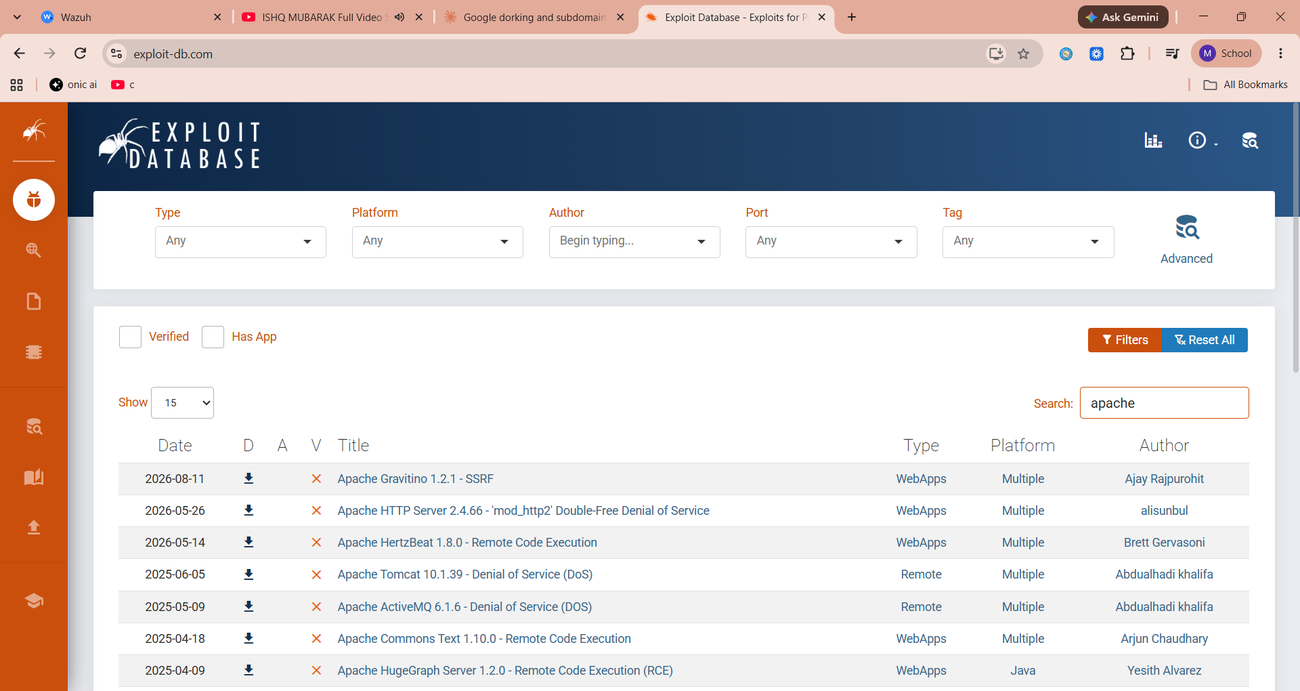 Wazuh
ISHQ MUBARAK Full Video
Google dorking and subdomain
Exploit Database - Exploits for
Ask Gemini
exploit-db.com
M School
onic ai
c
All Bookmarks
EXPLOIT
DATABASE
Type Platform Author Port Tag
Any Any Begin typing... Any Any
Advanced
Verified Has App
Filters Reset All
Show 15 Search: apache
Date D A V Title Type Platform Author
2026-08-11 Apache Gravitino 1.2.1 - SSRF WebApps Multiple Ajay Rajpurohit
2026-05-26 Apache HTTP Server 2.4.66 - 'mod_http2' Double-Free Denial of Service WebApps Multiple alisunbul
2026-05-14 Apache HertzBeat 1.8.0 - Remote Code Execution WebApps Multiple Brett Gervasoni
2025-06-05 Apache Tomcat 10.1.39 - Denial of Service (DoS) Remote Multiple Abdualhadi khalifa
2025-05-09 Apache ActiveMQ 6.1.6 - Denial of Service (DOS) Remote Multiple Abdualhadi khalifa
2025-04-18 Apache Commons Text 1.10.0 - Remote Code Execution WebApps Multiple Arjun Chaudhary
2025-04-09 Apache HugeGraph Server 1.2.0 - Remote Code Execution (RCE) WebApps Java Yesith Alvarez